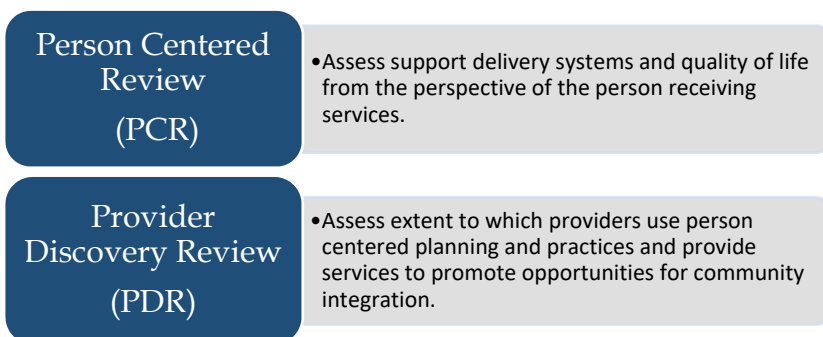 Person Centered
Review
(PCR)
•Assess support delivery systems and quality of life
from the perspective of the person receiving
services.
Provider
Discovery Review
(PDR)
•Assess extent to which providers use person
centered planning and practices and provide
services to promote opportunities for community
integration.